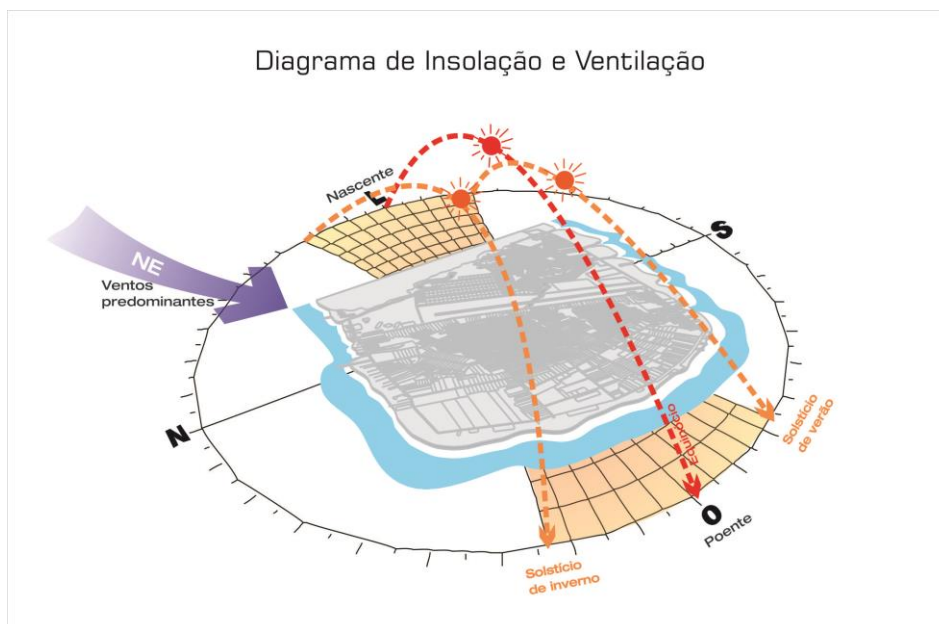 Diagrama de Insolação e Ventilação
Nascente
L
S
NE
Ventos
predominantes
N
Equinócio
Solstício
de verão
O
Poente
Solstício
de inverno